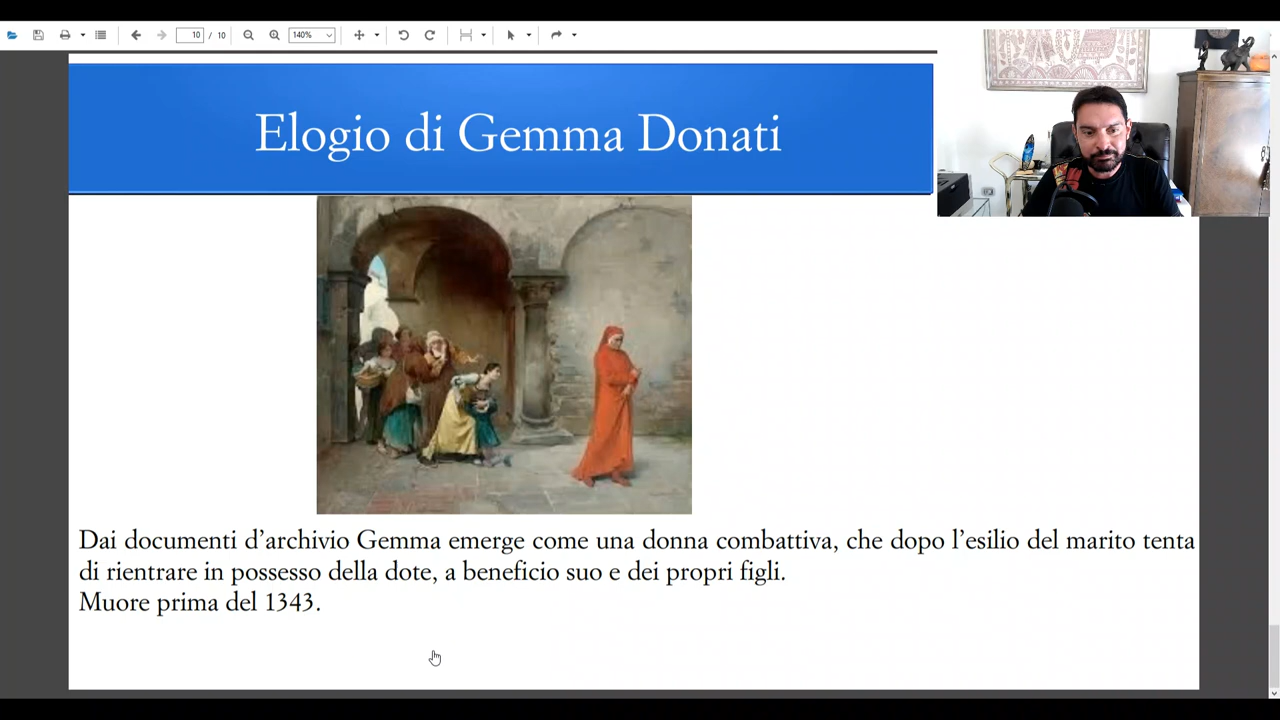 10 / 10
140%
Elogio di Gemma Donati
Dai documenti d’archivio Gemma emerge come una donna combattiva, che dopo l’esilio del marito tenta
di rientrare in possesso della dote, a beneficio suo e dei propri figli.
Muore prima del 1343.